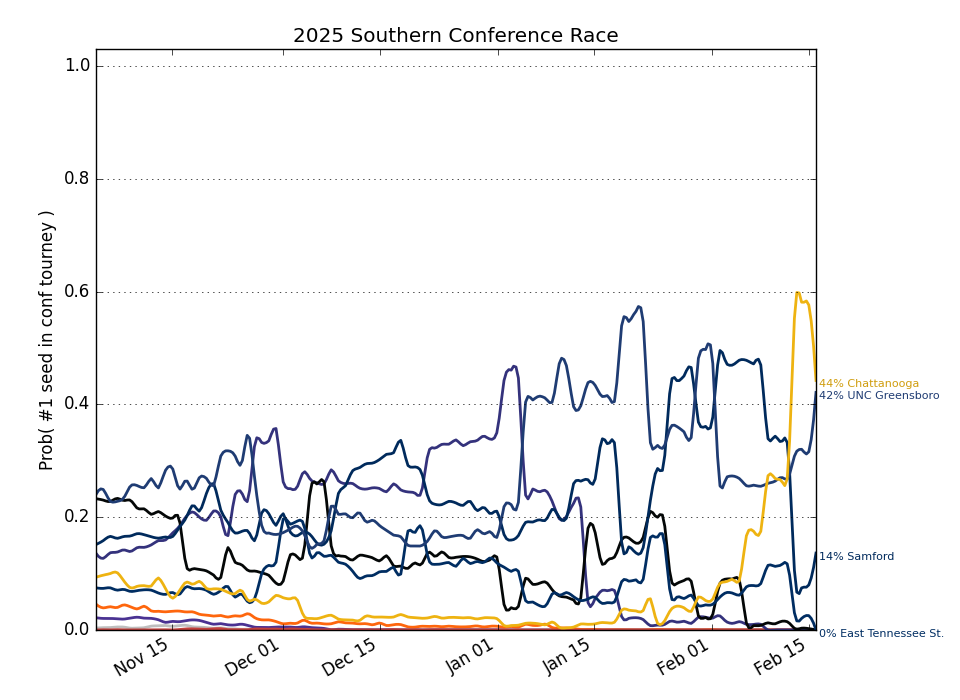 2025 Southern Conference Race
Prob( #1 seed in conf tourney )
1.0
0.8
0.6
0.4
0.2
0.0
44% Chattanooga
42% UNC Greensboro
14% Samford
0% East Tennessee St.
Nov 15
Dec 01
Dec 15
Jan 01
Jan 15
Feb 01
Feb 15